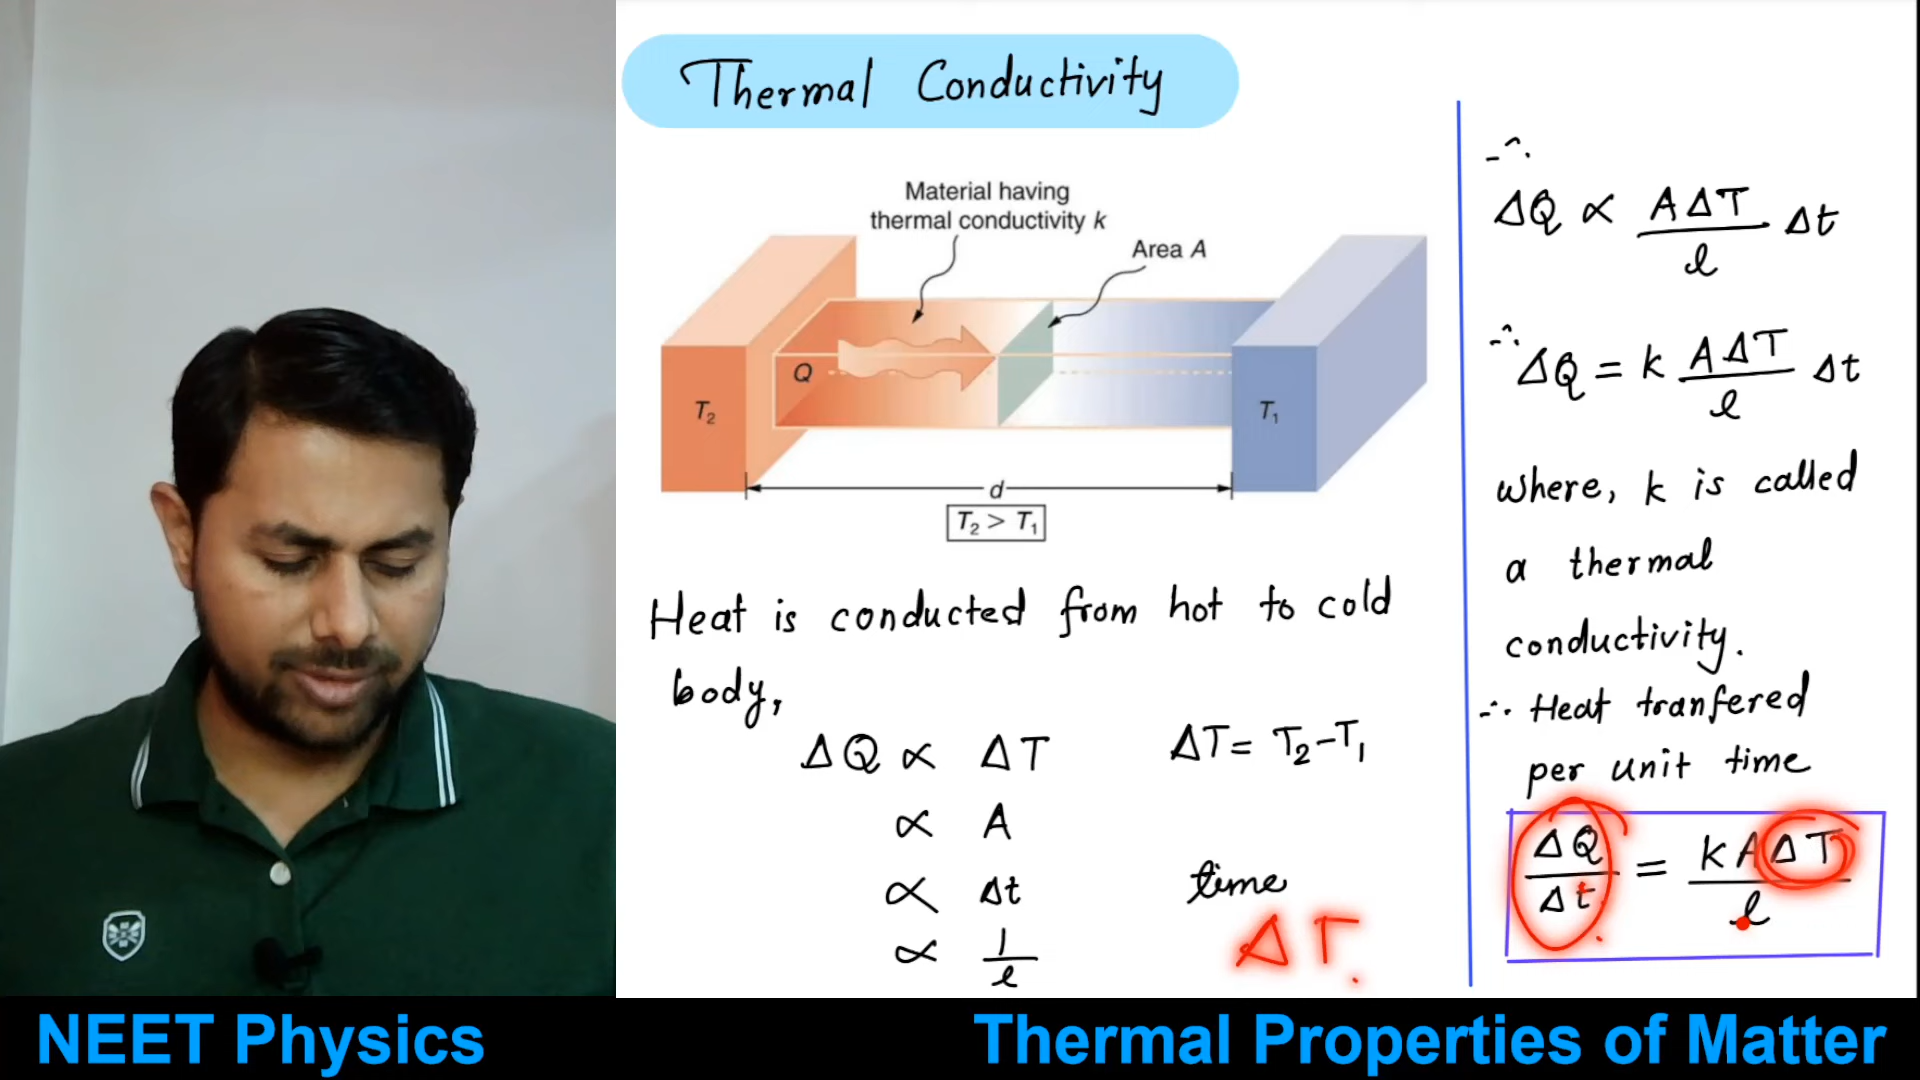 Thermal Conductivity
Material having
thermal conductivity k
Area A
Q
T₂
T₁
d
T₂ > T₁
Heat is conducted from hot to cold
body,
ΔQ ∝ ΔT
ΔT = T₂-T₁
∝ A
∝ Δt
time
∝ 1/l
ΔT
∴
ΔQ ∝ AΔT/l Δt
∴ ΔQ = k AΔT/l Δt
where, k is called
a thermal
conductivity.
∴ Heat tranfered
per unit time
ΔQ/Δt = kAΔT/l
NEET Physics
Thermal Properties of Matter